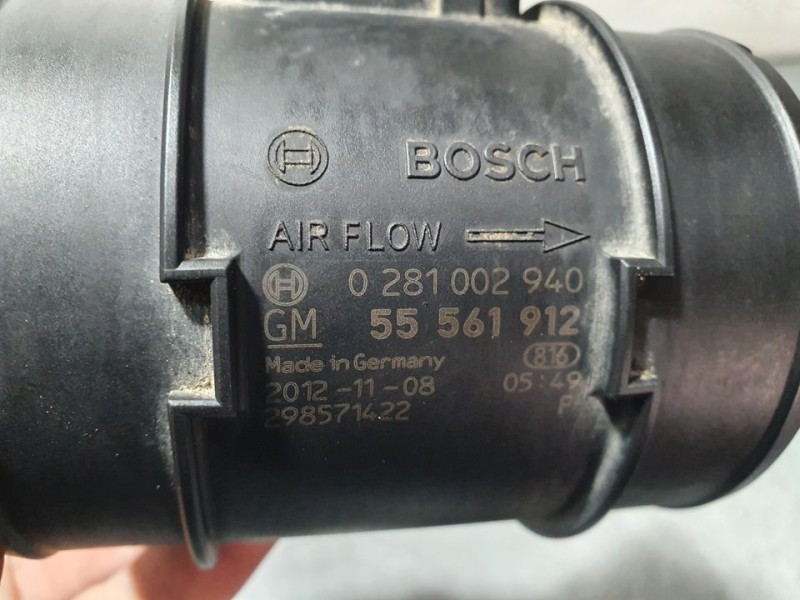 BOSCH
AIR FLOW
0 281 002 940
GM 55 561 912
Made in Germany 816
2012-11-08 05:49
298571422